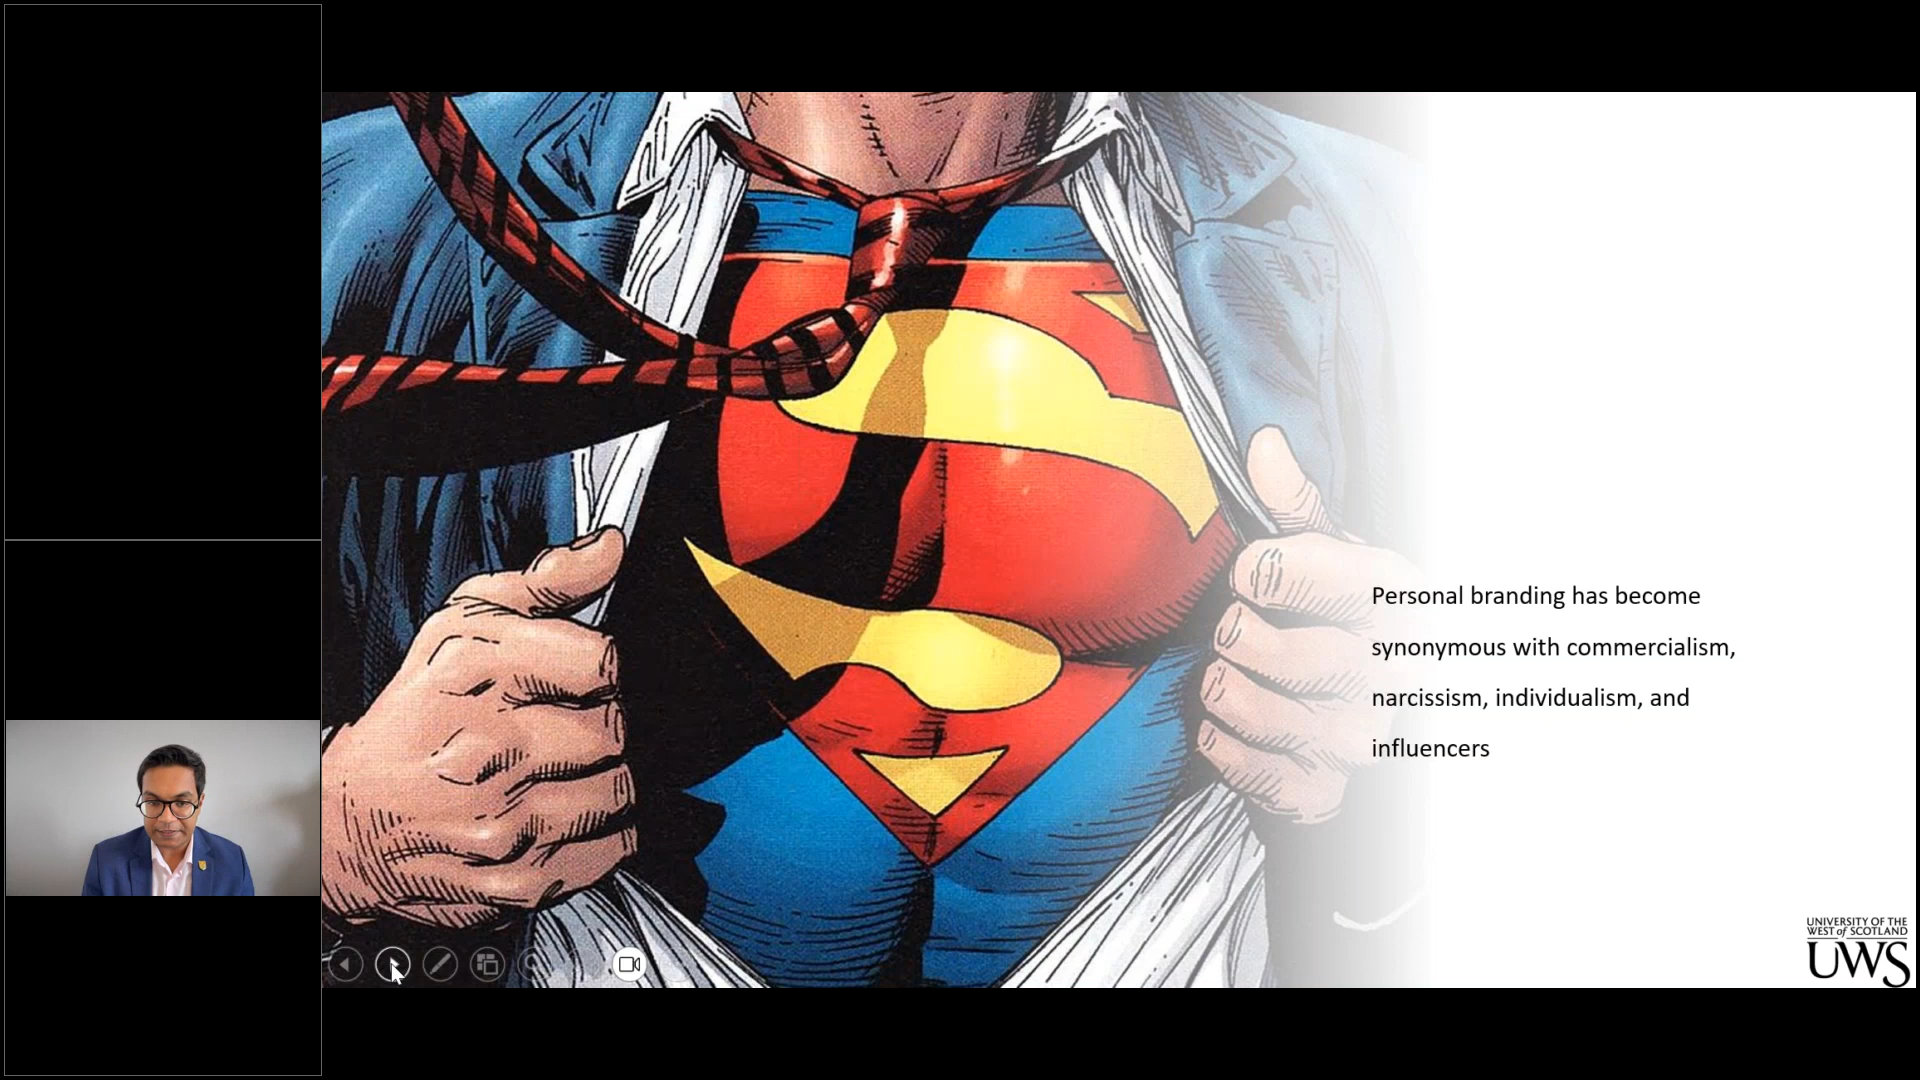 Personal branding has become
synonymous with commercialism,
narcissism, individualism, and
influencers
UNIVERSITY OF THE
WEST of SCOTLAND
UWS